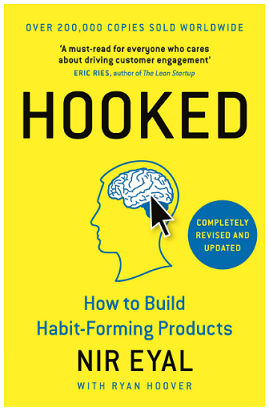 OVER 200,000 COPIES SOLD WORLDWIDE
'A must-read for everyone who cares
about driving customer engagement'
ERIC RIES, author of The Lean Startup
HOOKED
COMPLETELY
REVISED AND
UPDATED
How to Build
Habit-Forming Products
NIR EYAL
WITH RYAN HOOVER